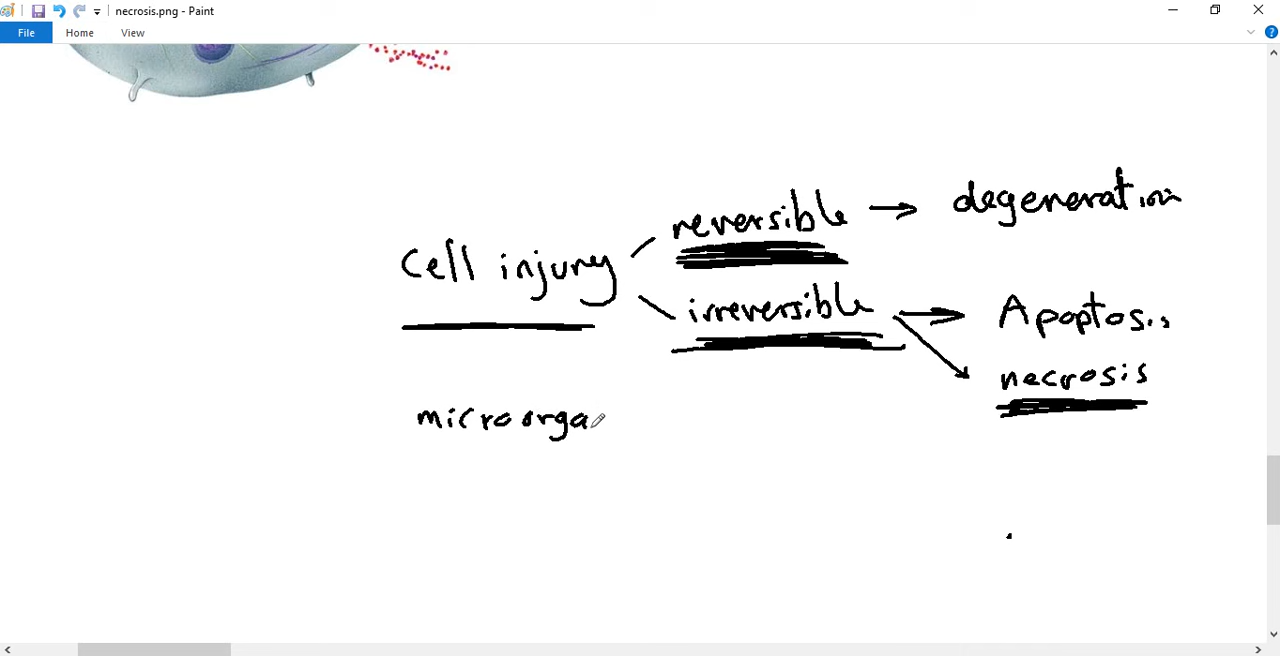 necrosis.png - Paint
File Home View
reversible → degeneration
Cell injury
irreversible → Apoptosis
necrosis
microorga